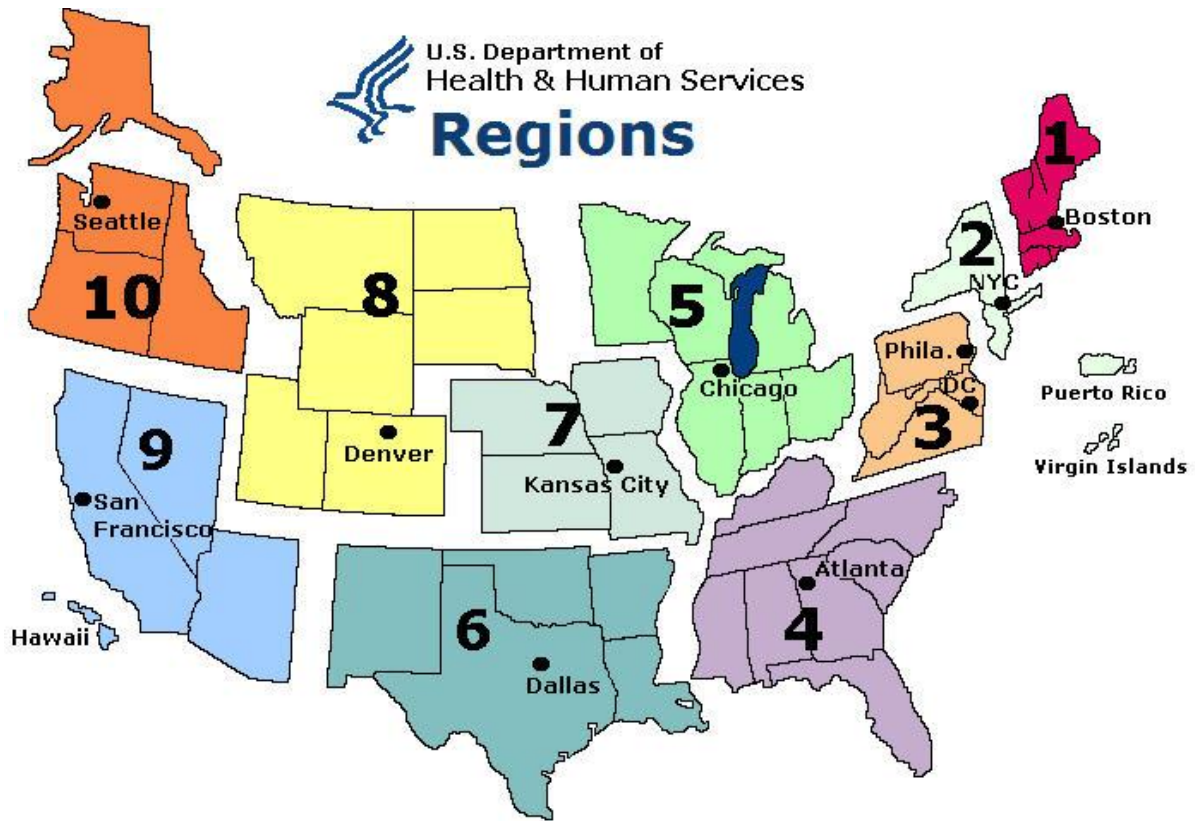 U.S. Department of
Health & Human Services
Regions
1
Boston
2
NYC
Seattle
10
8
5
Chicago
Phila.
DC
3
Puerto Rico
Virgin Islands
9
San
Francisco
Denver
7
Kansas City
Atlanta
4
Hawaii
6
Dallas